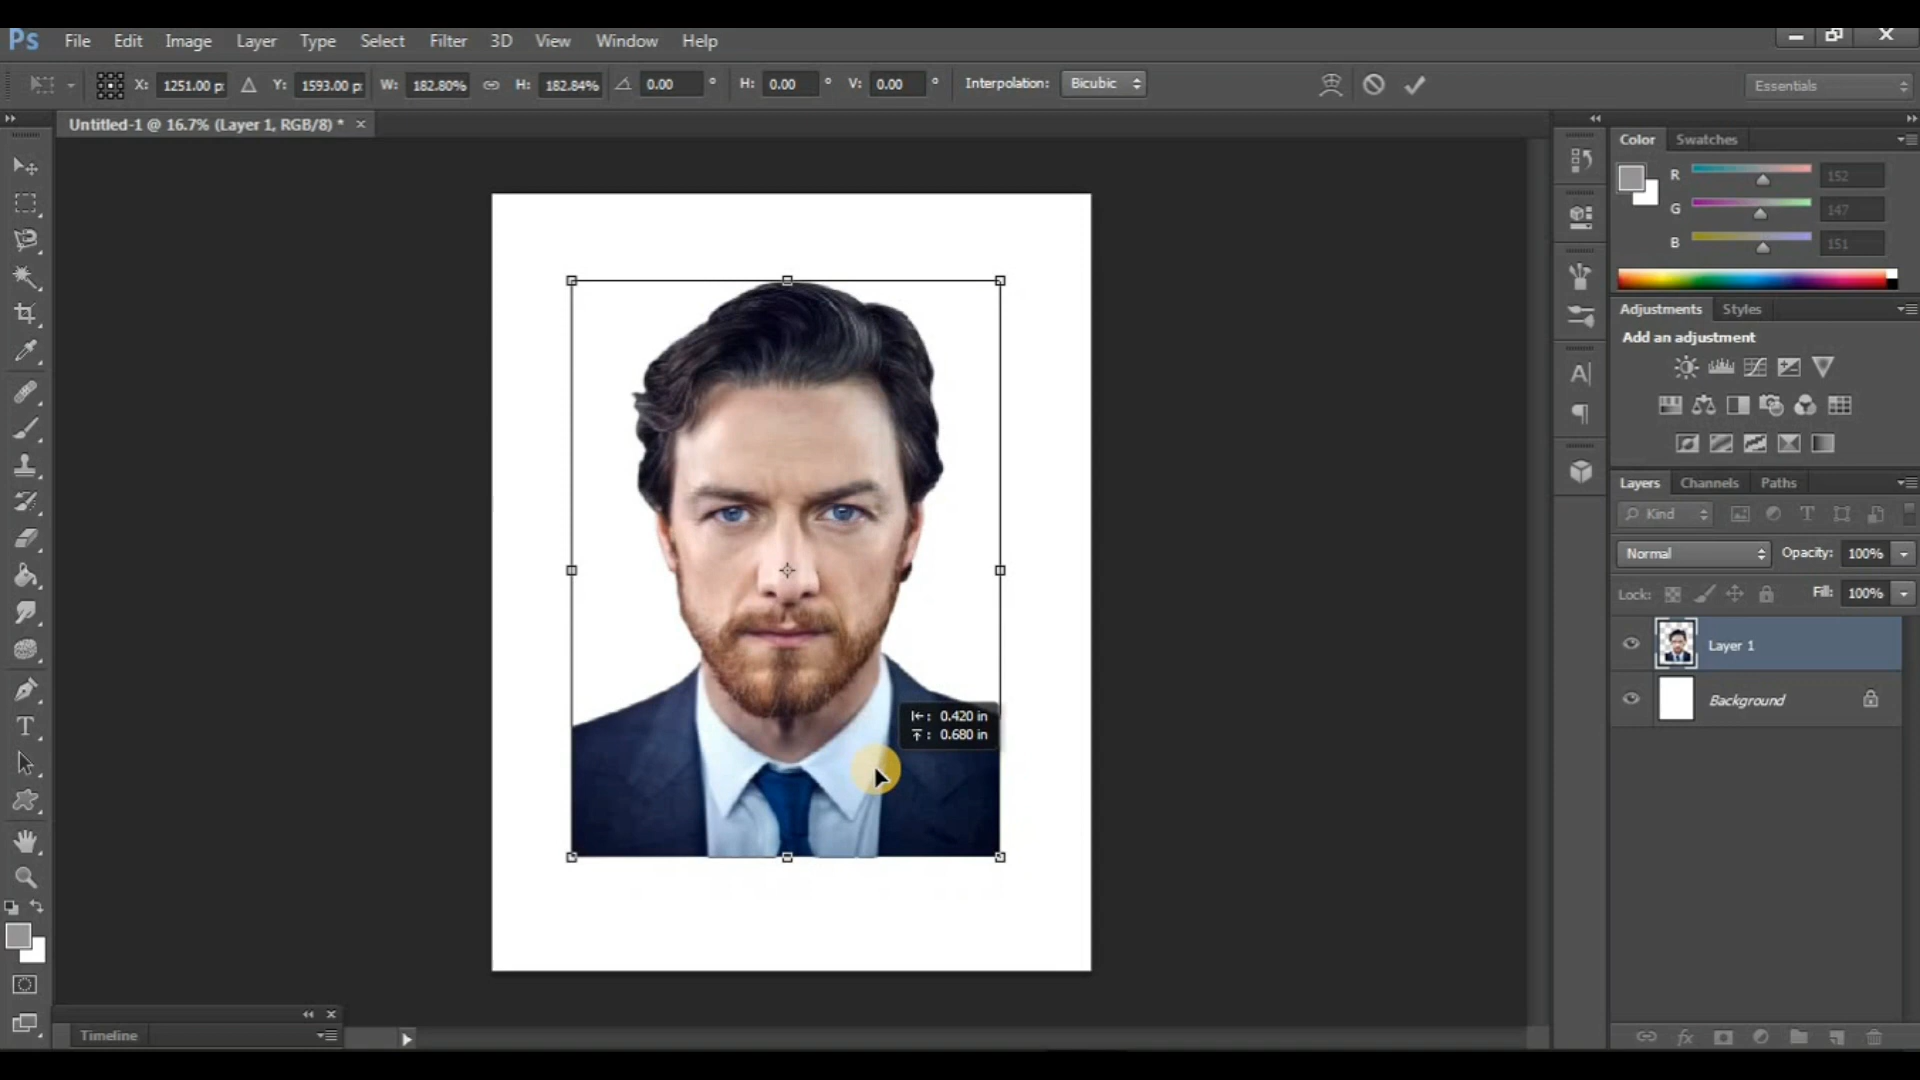 Ps File Edit Image Layer Type Select Filter 3D View Window Help
X: 1251.00 p Y: 1593.00 p W: 182.80% H: 182.84% 0.00 ° H: 0.00 ° V: 0.00 ° Interpolation: Bicubic Essentials
Untitled-1 @ 16.7% (Layer 1, RGB/8) * ×
Color Swatches
R 152
G 147
B 151
Adjustments Styles
Add an adjustment
Layers Channels Paths
Kind
Normal Opacity: 100%
Lock: Fill: 100%
Layer 1
Background
0.420 in
0.680 in
Timeline